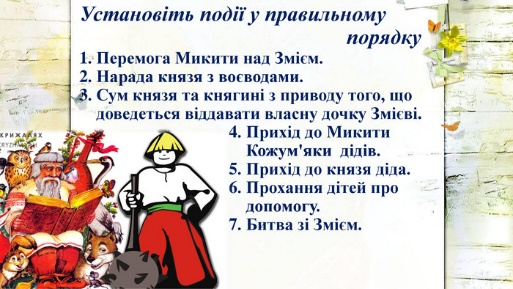 Установіть події у правильному
порядку
1. Перемога Микити над Змієм.
2. Нарада князя з воєводами.
3. Сум князя та княгині з приводу того, що
доведеться віддавати власну дочку Змієві.
4. Прихід до Микити
Кожум'яки дідів.
5. Прихід до князя діда.
6. Прохання дітей про
допомогу.
7. Битва зі Змієм.